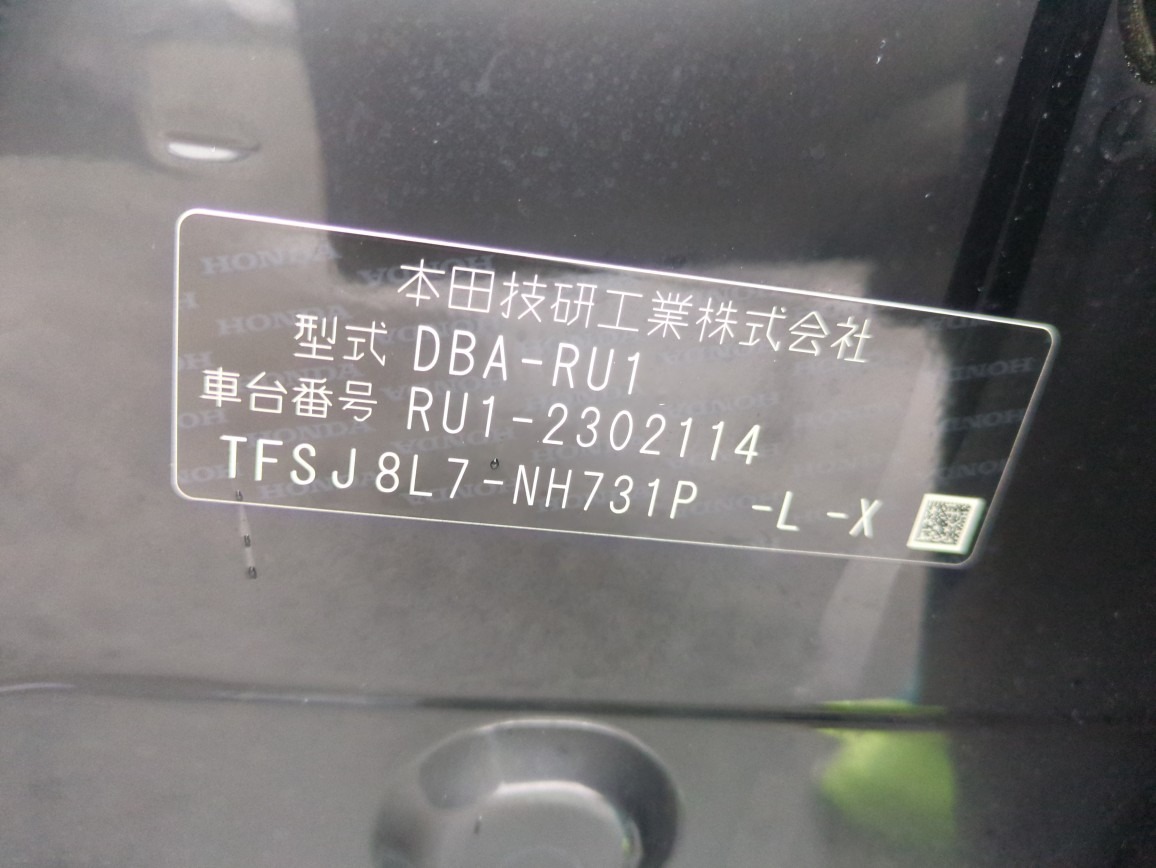 本田技研工業株式会社
型式 DBA-RU1
車台番号 RU1-2302114
TFSJ8L7-NH731P -L-X